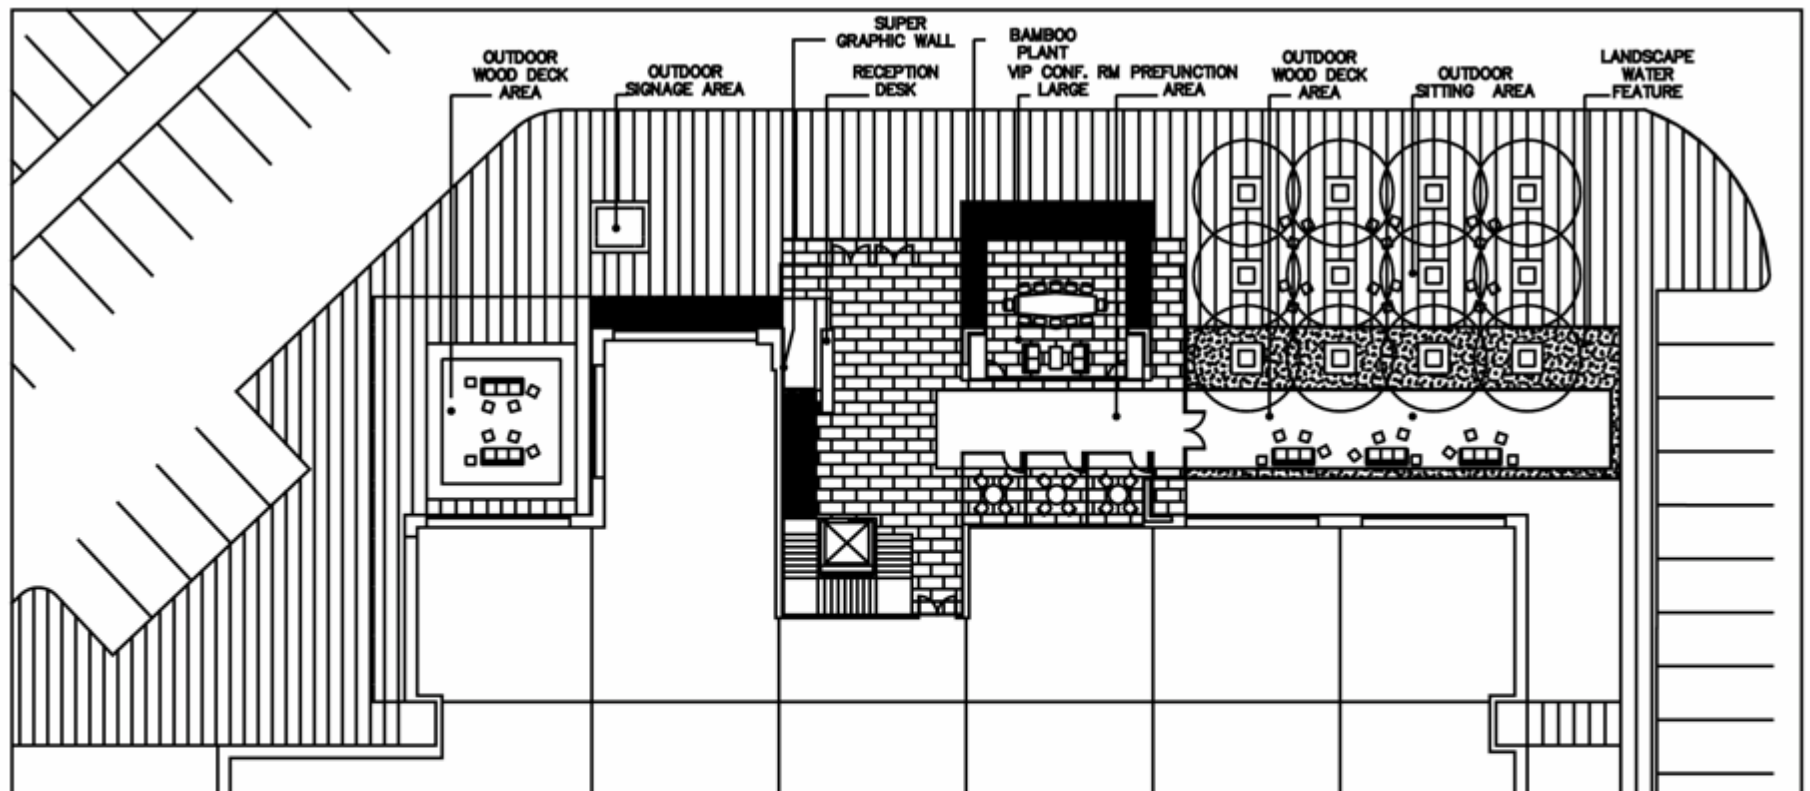 OUTDOOR
WOOD DECK
AREA
OUTDOOR
SIGNAGE AREA
SUPER
GRAPHIC WALL
RECEPTION
DESK
BAMBOO
PLANT
VIP CONF. RM PREFUNCTION
LARGE AREA
OUTDOOR
WOOD DECK
AREA
OUTDOOR
SITTING AREA
LANDSCAPE
WATER
FEATURE